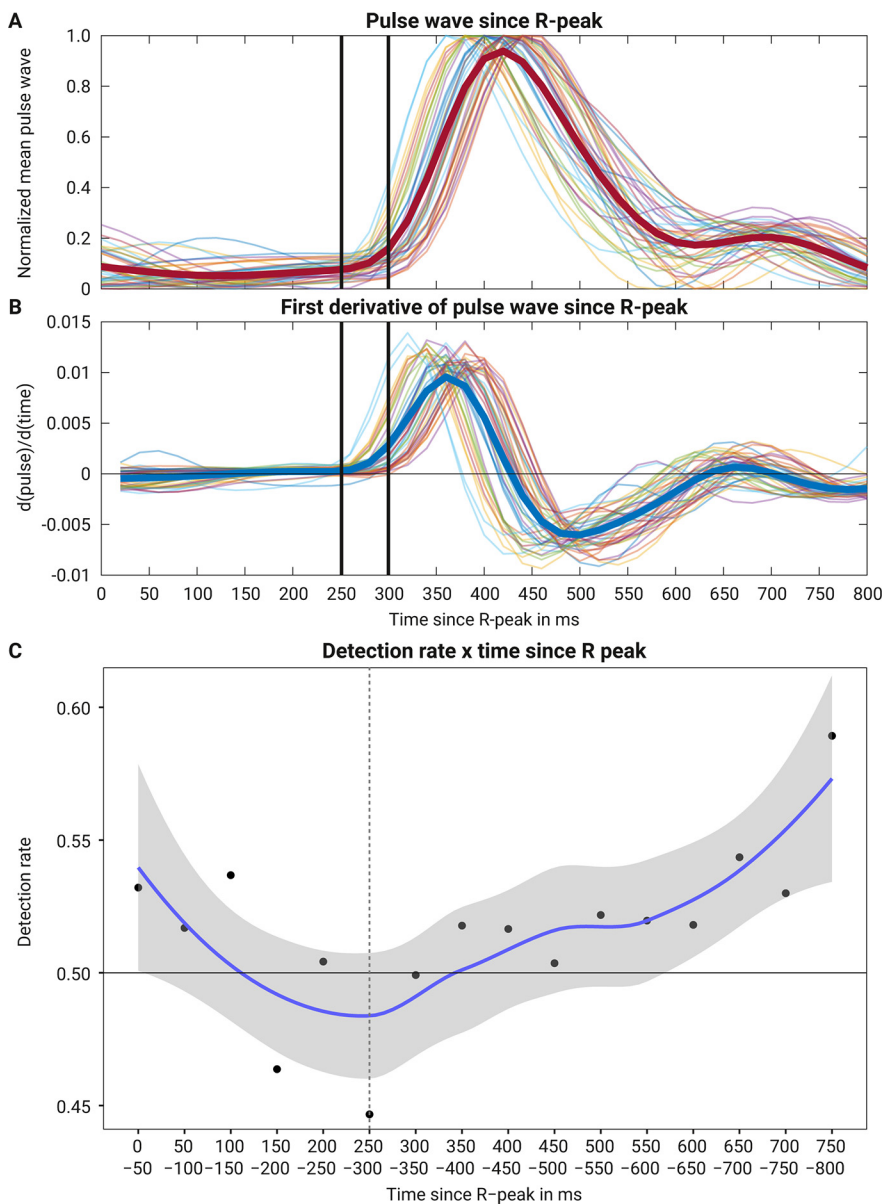 A
Pulse wave since R-peak
Normalized mean pulse wave
1.0
0.8
0.6
0.4
0.2
0
B
First derivative of pulse wave since R-peak
d(pulse)/d(time)
0.015
0.01
0.005
0
-0.005
-0.01
0 50 100 150 200 250 300 350 400 450 500 550 600 650 700 750 800
Time since R-peak in ms
C
Detection rate x time since R peak
Detection rate
0.60
0.55
0.50
0.45
0 50 100 150 200 250 300 350 400 450 500 550 600 650 700 750
−50 −100 −150 −200 −250 −300 −350 −400 −450 −500 −550 −600 −650 −700 −750 −800
Time since R−peak in ms